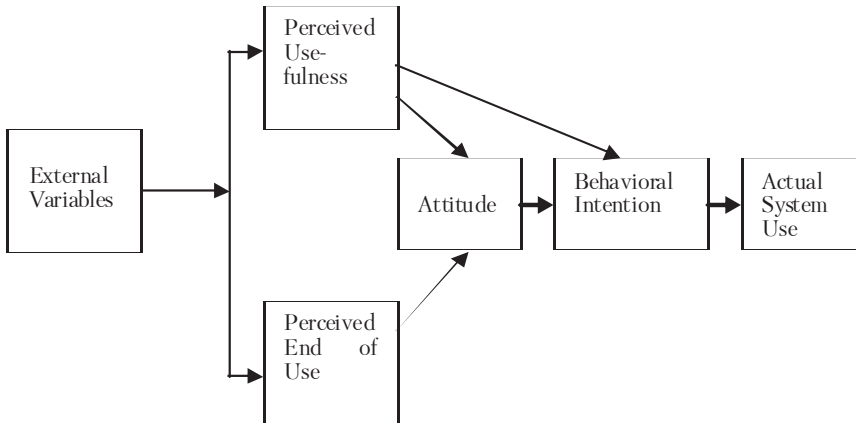 Perceived
Use-
fulness
External
Variables
Attitude
Behavioral
Intention
Actual
System
Use
Perceived
End of
Use